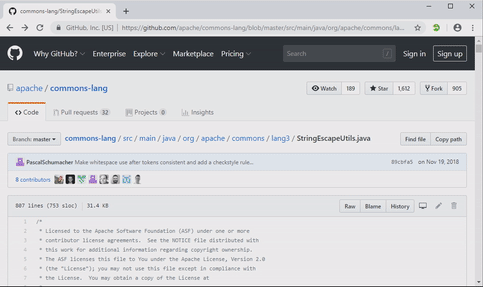 commons-lang/StringEscapeUtils.j
GitHub, Inc. [US] https://github.com/apache/commons-lang/blob/master/src/main/java/org/apache/commons/la...
Why GitHub? Enterprise Explore Marketplace Pricing Search / Sign in Sign up
apache / commons-lang Watch 189 Star 1,612 Fork 905
Code Pull requests 32 Projects 0 Insights
Branch: master commons-lang / src / main / java / org / apache / commons / lang3 / StringEscapeUtils.java Find file Copy path
PascalSchumacher Make whitespace use after tokens consistent and add a checkstyle rule... on Nov 19, 2018
8 contributors
807 lines (753 sloc) 31.4 KB Raw Blame History
1 /*
2 * Licensed to the Apache Software Foundation (ASF) under one or more
3 * contributor license agreements. See the NOTICE file distributed with
4 * this work for additional information regarding copyright ownership.
5 * The ASF licenses this file to You under the Apache License, Version 2.0
6 * (the "License"); you may not use this file except in compliance with
7 * the License. You may obtain a copy of the License at